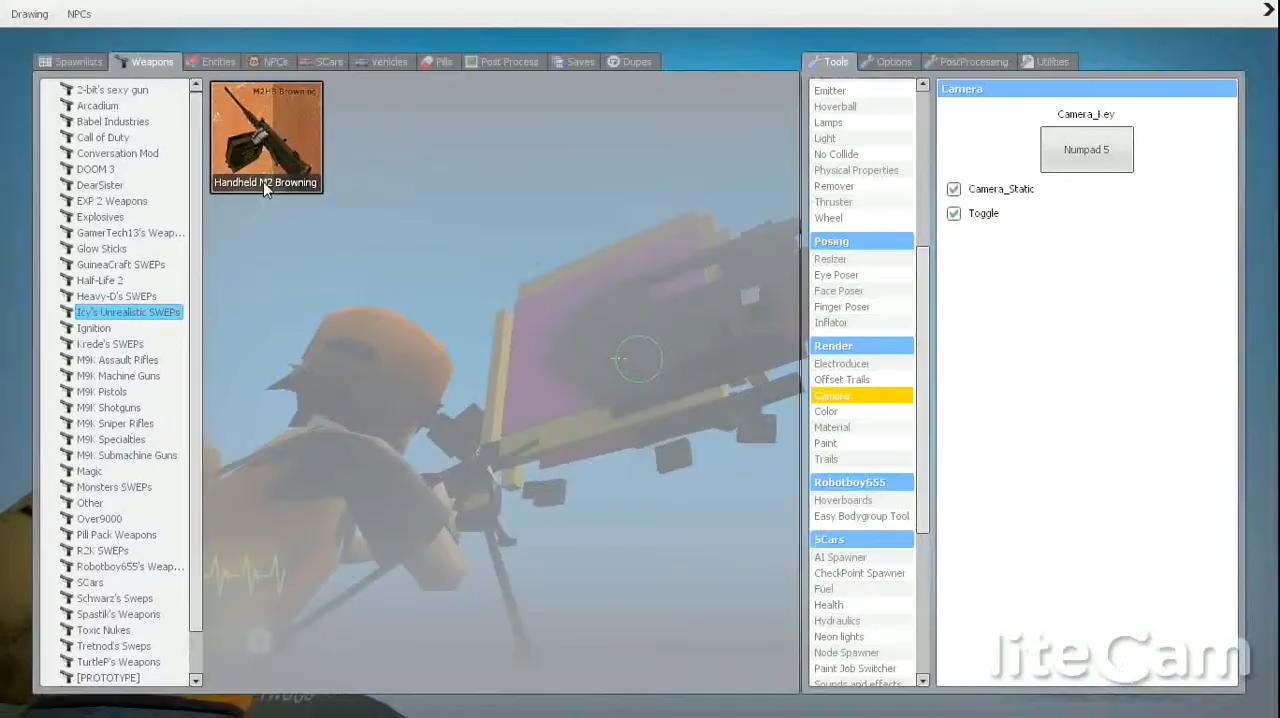 Drawing NPCs
Spawnlists Weapons Entities NPCs SCars Vehicles Pills Post Process Saves Dupes
Tools Options PostProcessing Utilities
2-bit's sexy gun
Arcadium
Babel Industries
Call of Duty
Conversation Mod
DOOM 3
DearSister
EXP 2 Weapons
Explosives
GamerTech13's Weap...
Glow Sticks
GuineaCraft SWEPs
Half-Life 2
Heavy-D's SWEPs
Icy's Unrealistic SWEPs
Ignition
Krede's SWEPs
M9K Assault Rifles
M9K Machine Guns
M9K Pistols
M9K Shotguns
M9K Sniper Rifles
M9K Specialties
M9K Submachine Guns
Magic
Monsters SWEPs
Other
Over9000
Pill Pack Weapons
R2K SWEPs
Robotboy655's Weap...
SCars
Schwarz's Sweps
Spastik's Weapons
Toxic Nukes
Tretnod's Sweps
TurtleP's Weapons
[PROTOTYPE]
M2HB Browning
Handheld M2 Browning
Emitter
Hoverball
Lamps
Light
No Collide
Physical Properties
Remover
Thruster
Wheel
Posing
Resizer
Eye Poser
Face Poser
Finger Poser
Inflator
Render
Electroducer
Offset Trails
Camera
Color
Material
Paint
Trails
Robotboy655
Hoverboards
Easy Bodygroup Tool
SCars
AI Spawner
CheckPoint Spawner
Fuel
Health
Hydraulics
Neon lights
Node Spawner
Paint Job Switcher
Sounds and effects
Camera
Camera_Key
Numpad 5
Camera_Static
Toggle
liteCam